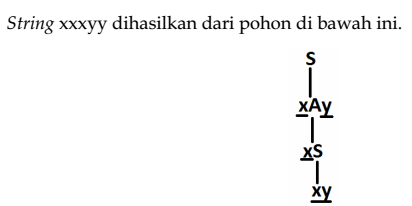 String xxxyy dihasilkan dari pohon di bawah ini.
S
xAy
xS
xy